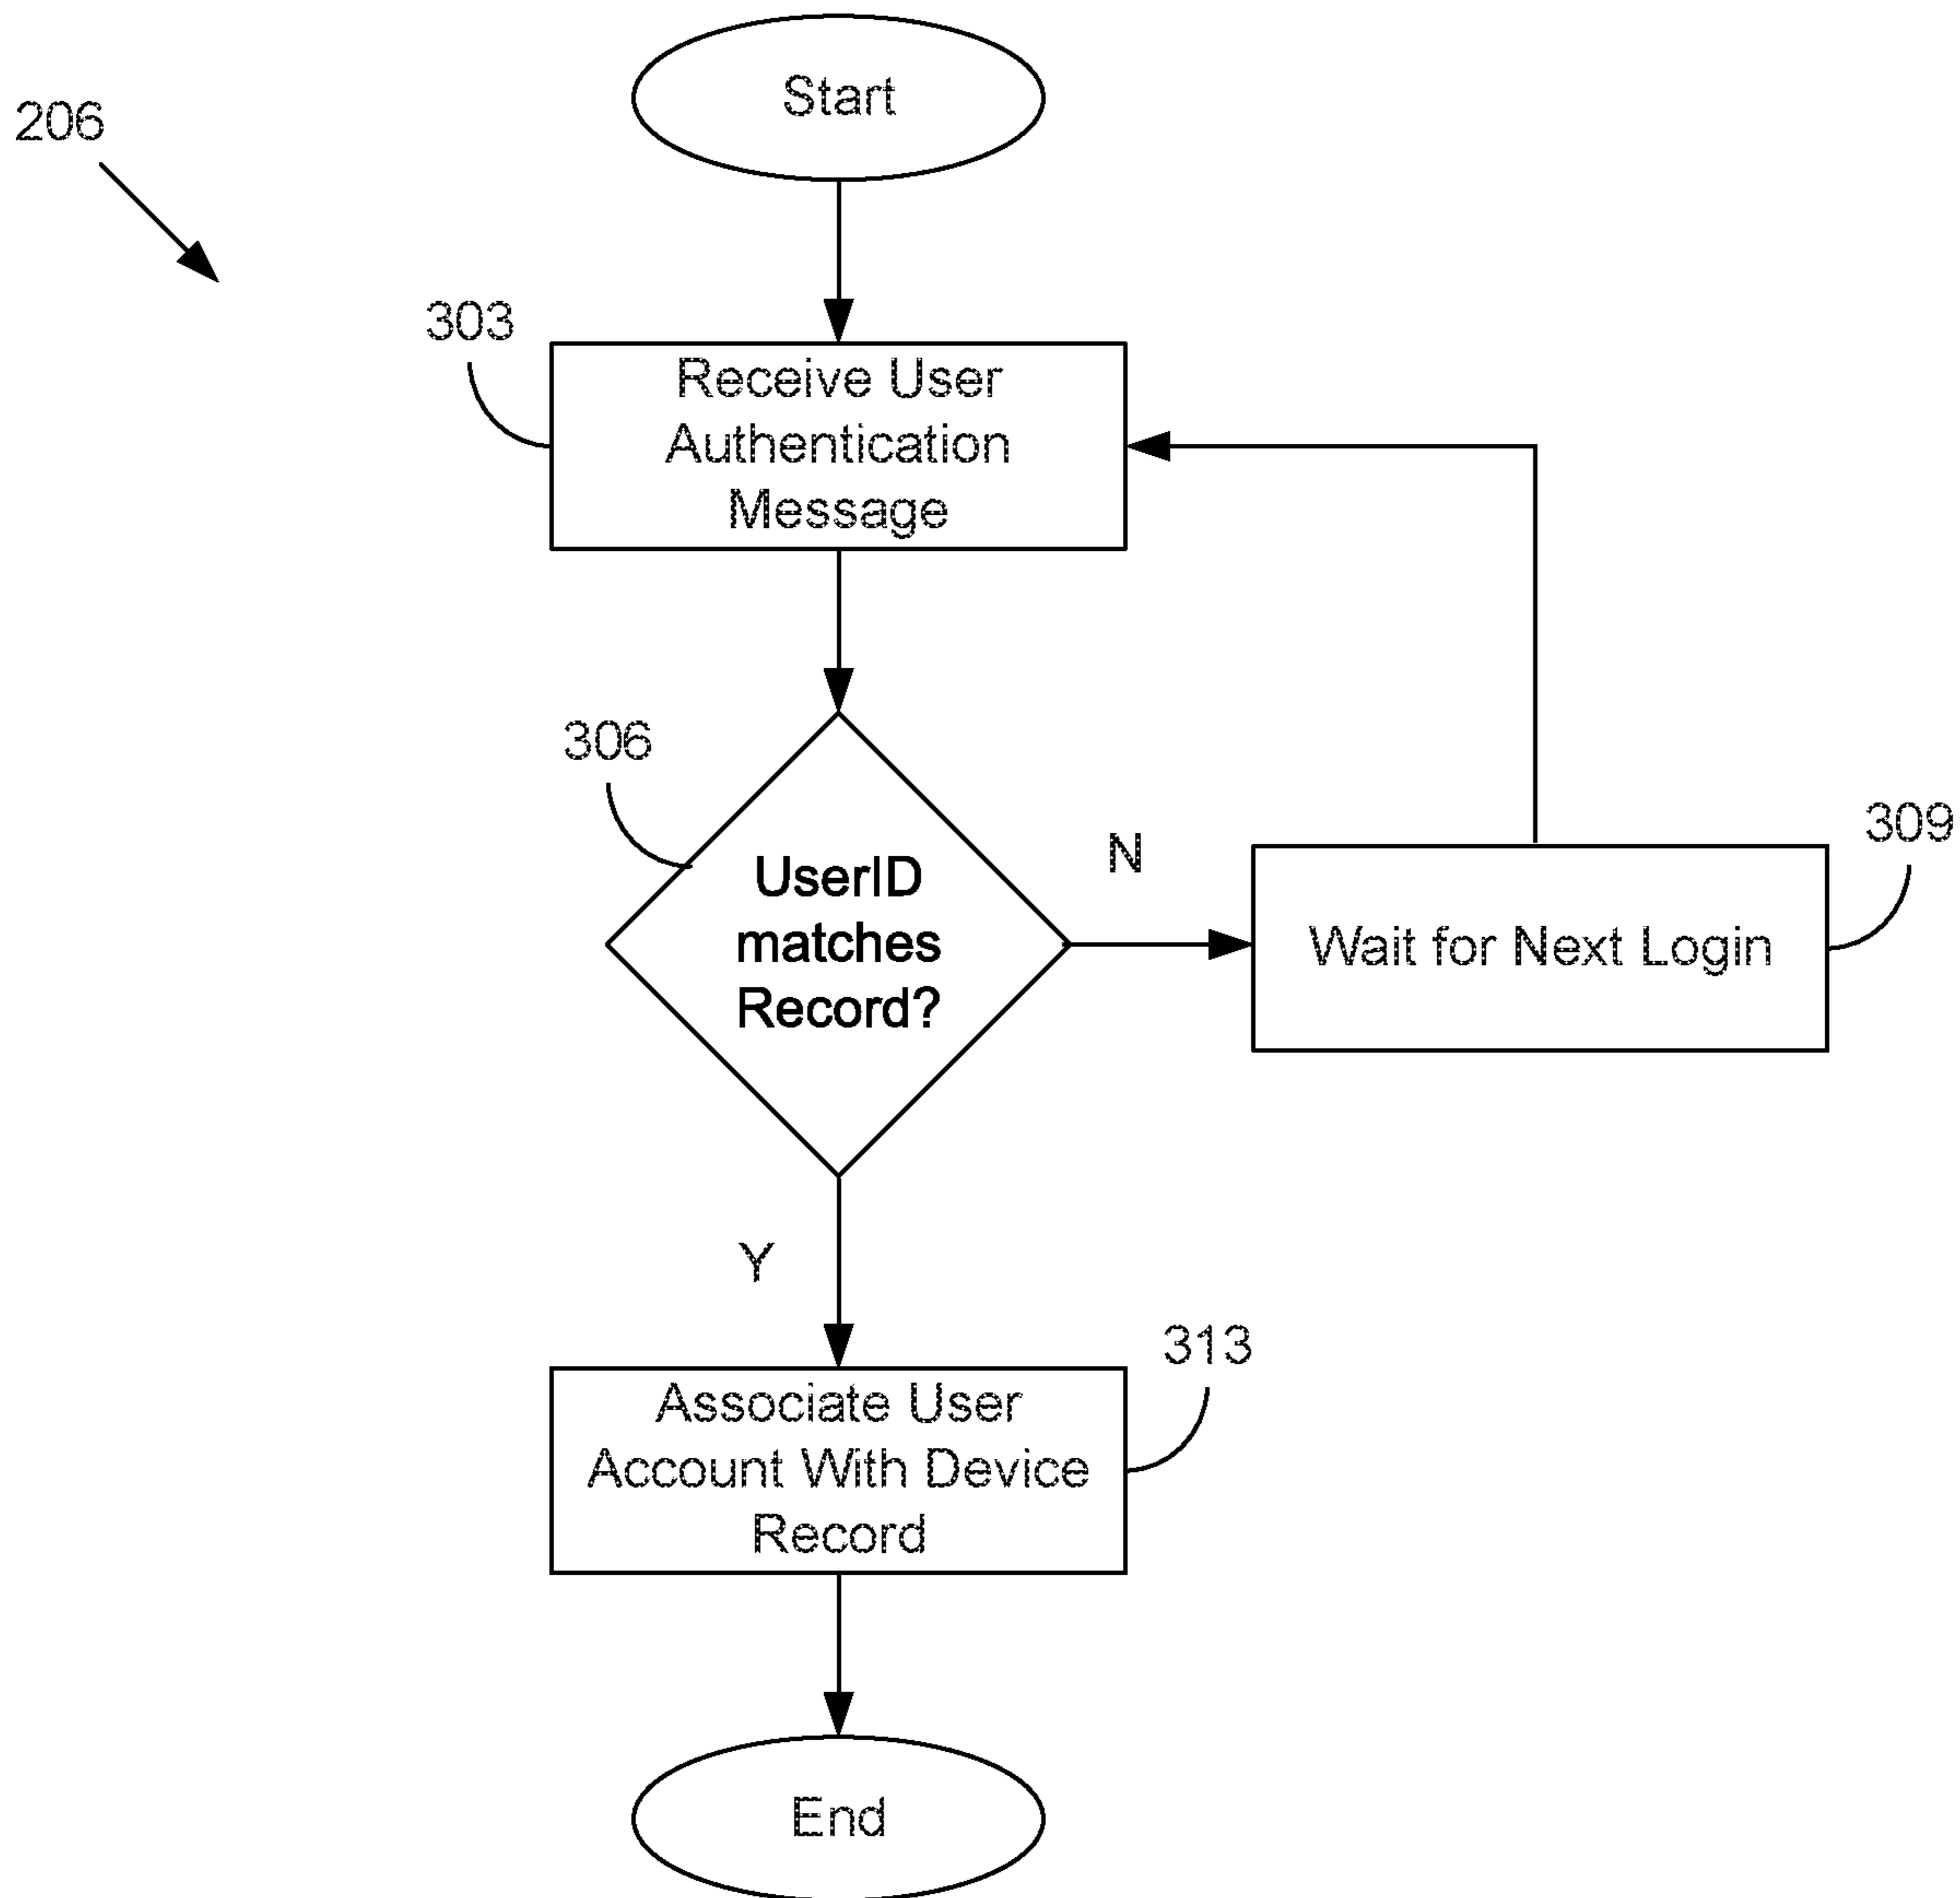 Start
206
303
Receive User
Authentication
Message
306
UserID
matches
Record?
N
309
Wait for Next Login
Y
313
Associate User
Account With Device
Record
End